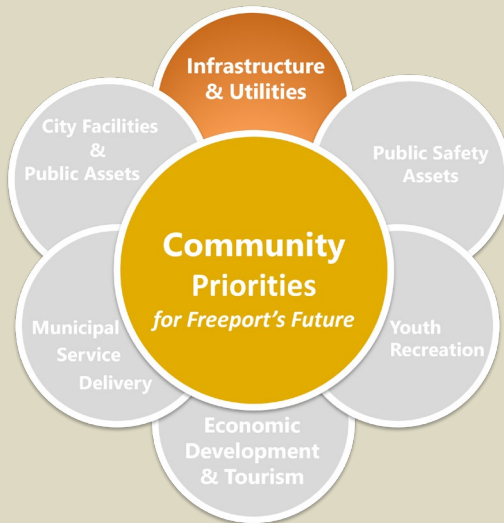 Infrastructure
& Utilities
City Facilities
&
Public Assets
Public Safety
Assets
Community
Priorities
for Freeport's Future
Municipal
Service
Delivery
Youth
Recreation
Economic
Development
& Tourism